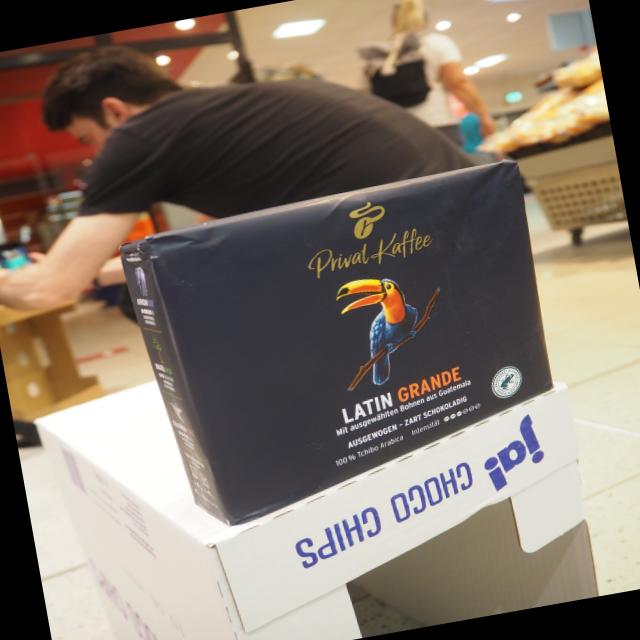 Privat Kaffee
LATIN GRANDE
Mit ausgewählten Bohnen aus Guatemala
AUSGEWOGEN – ZART SCHOKOLADIG
100 % Tchibo Arabica Intensität
ja!
CHOCO CHIPS